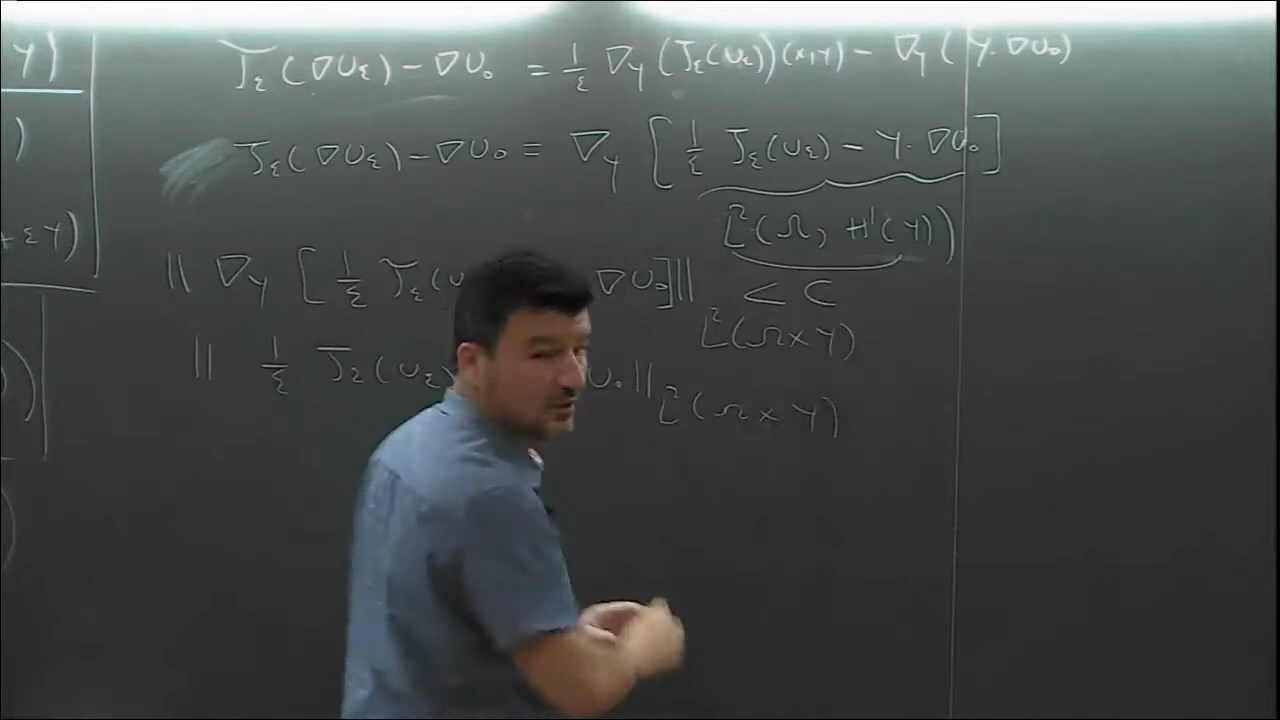 Y)
)
+ εY)
)
T_ε(∇U_ε) - ∇U_0 = 1/ε ∇_Y (T_ε(U_ε))(x,y) - ∇_Y (Y·∇U_0)
T_ε(∇U_ε) - ∇U_0 = ∇_Y [1/ε T_ε(U_ε) - Y·∇U_0]
L²(Ω, H¹(Y))
|| ∇_Y [1/ε T_ε(U ∇U_0]||_{L²(Ω×Y)} < C
|| 1/ε T_ε(U_ε U_0||_{L²(Ω×Y)}